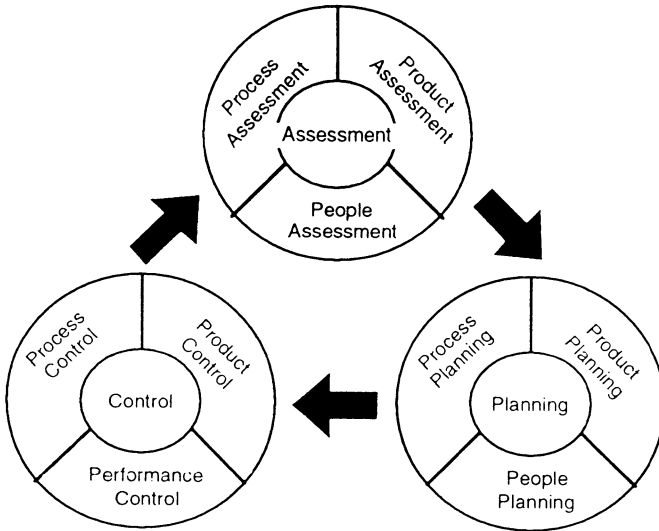 Process
Assessment
Product
Assessment
Assessment
People
Assessment
Process
Control
Product
Control
Control
Performance
Control
Process
Planning
Product
Planning
Planning
People
Planning